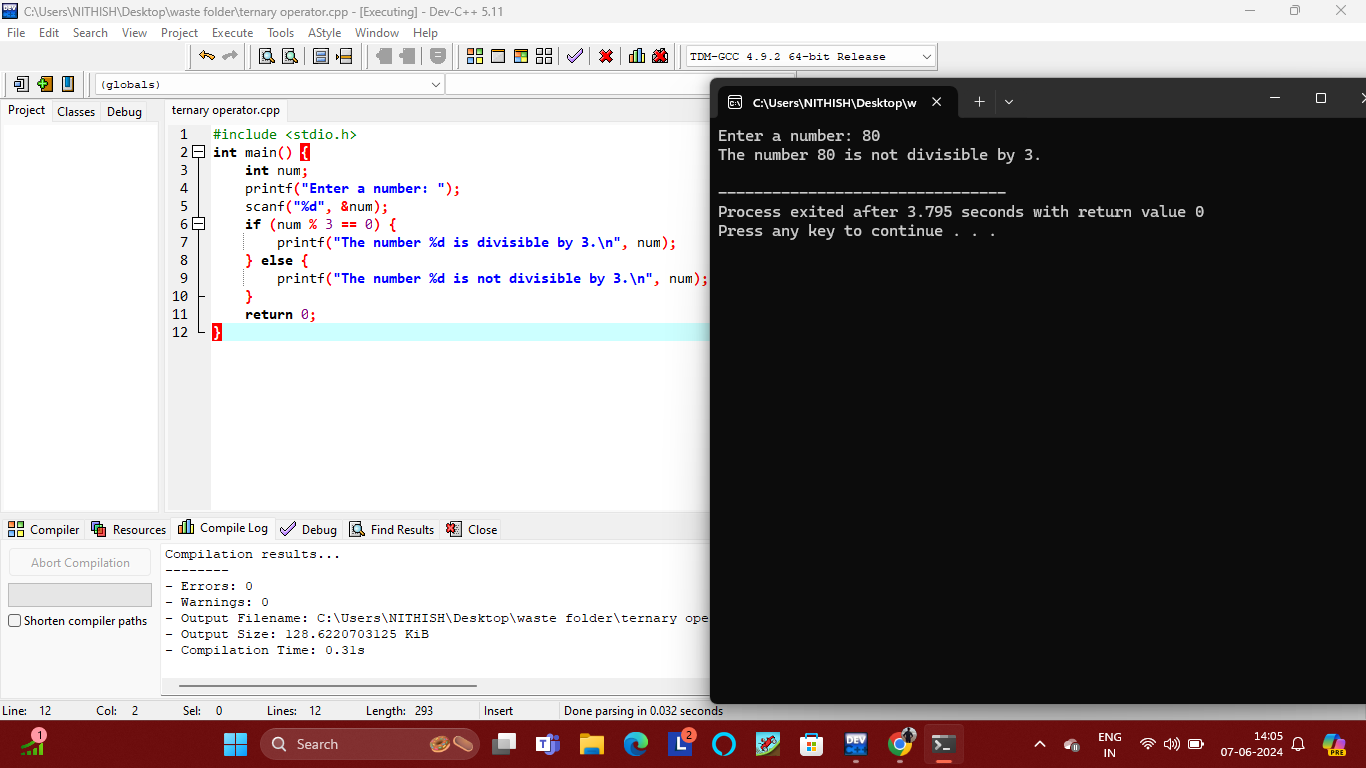 C:\Users\NITHISH\Desktop\waste folder\ternary operator.cpp - [Executing] - Dev-C++ 5.11
File Edit Search View Project Execute Tools AStyle Window Help
TDM-GCC 4.9.2 64-bit Release
(globals)
Project Classes Debug
ternary operator.cpp
1 #include <stdio.h>
2 int main() {
3 int num;
4 printf("Enter a number: ");
5 scanf("%d", &num);
6 if (num % 3 == 0) {
7 printf("The number %d is divisible by 3.\n", num);
8 } else {
9 printf("The number %d is not divisible by 3.\n", num);
10 }
11 return 0;
12 }
C:\Users\NITHISH\Desktop\w
Enter a number: 80
The number 80 is not divisible by 3.
--------------------------------
Process exited after 3.795 seconds with return value 0
Press any key to continue . . .
Compiler Resources Compile Log Debug Find Results Close
Abort Compilation
Shorten compiler paths
Compilation results...
--------
- Errors: 0
- Warnings: 0
- Output Filename: C:\Users\NITHISH\Desktop\waste folder\ternary ope
- Output Size: 128.6220703125 KiB
- Compilation Time: 0.31s
Line: 12 Col: 2 Sel: 0 Lines: 12 Length: 293 Insert Done parsing in 0.032 seconds
1
Search
L
2
DEV
ENG
IN
14:05
07-06-2024
PRE